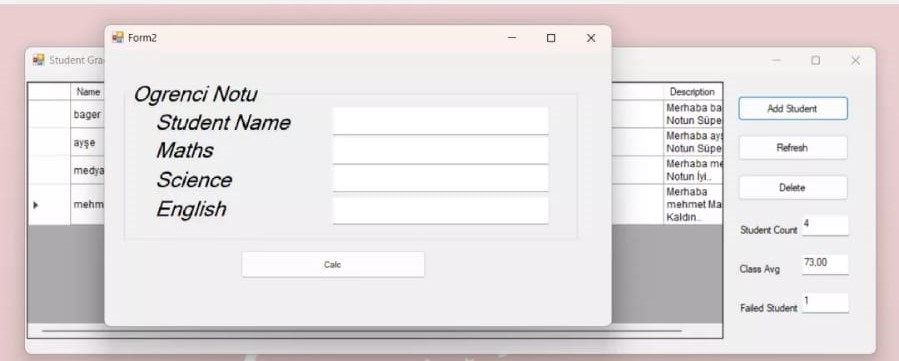 Form2
Student Gra
Ogrenci Notu
Student Name
Maths
Science
English
Calc
Name
bager
ayşe
medya
mehm
Description
Merhaba ba
Notun Süpe
Merhaba ayş
Notun Süpe
Merhaba me
Notun İyi..
Merhaba
mehmet Ma
Kaldın..
Add Student
Refresh
Delete
Student Count 4
Class Avg 73,00
Failed Student 1